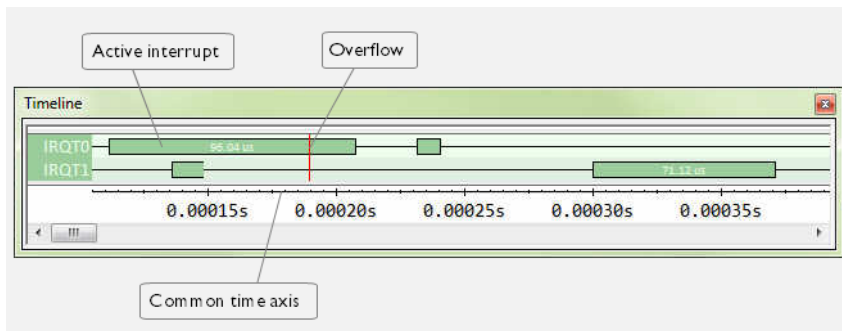 Active interrupt
Overflow
Timeline
IRQT0
96.04 us
IRQT1
71.12 us
0.00015s 0.00020s 0.00025s 0.00030s 0.00035s
Common time axis